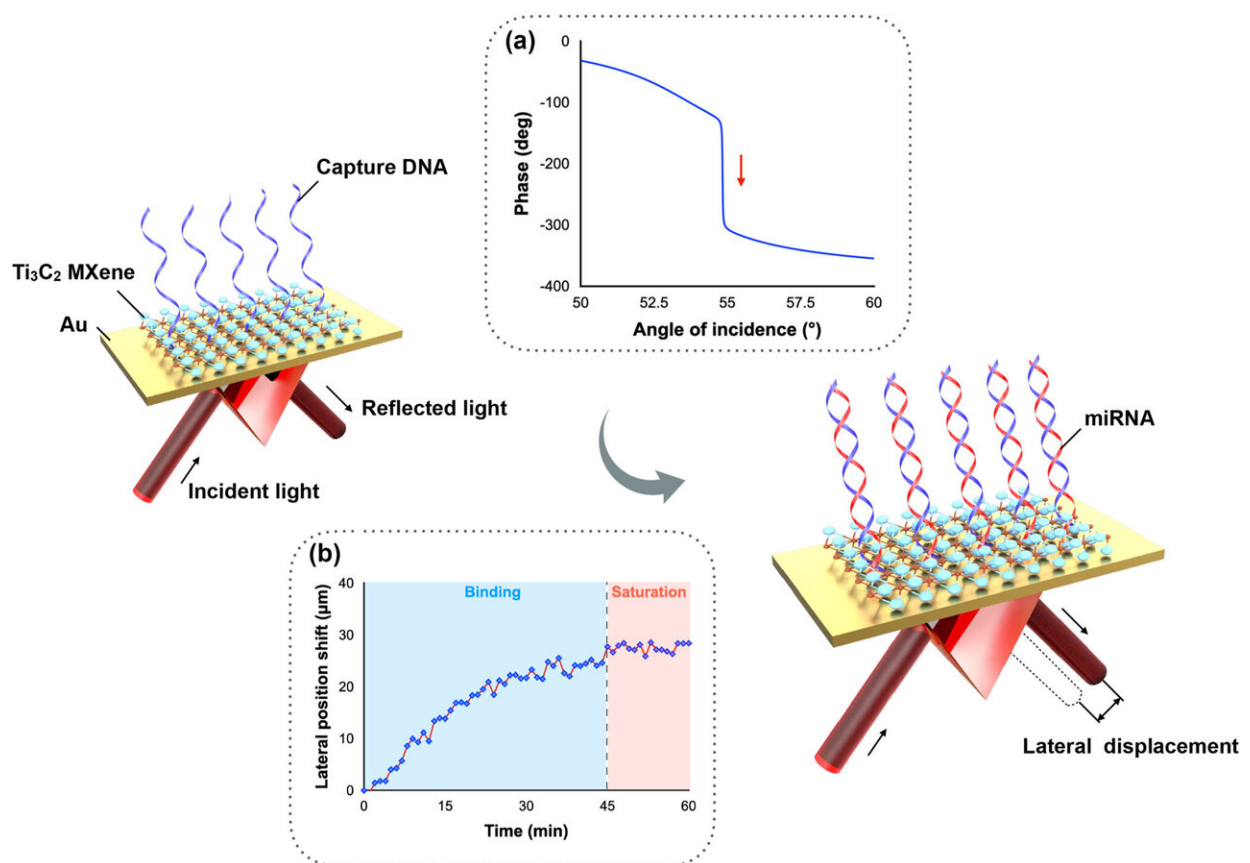 (a)
0
-100
-200
-300
-400
Phase (deg)
50
52.5
55
57.5
60
Angle of incidence (°)
Capture DNA
Ti₃C₂ MXene
Au
Reflected light
Incident light
miRNA
Lateral displacement
(b)
40
30
20
10
0
Lateral position shift (μm)
Binding
Saturation
0
15
30
45
60
Time (min)